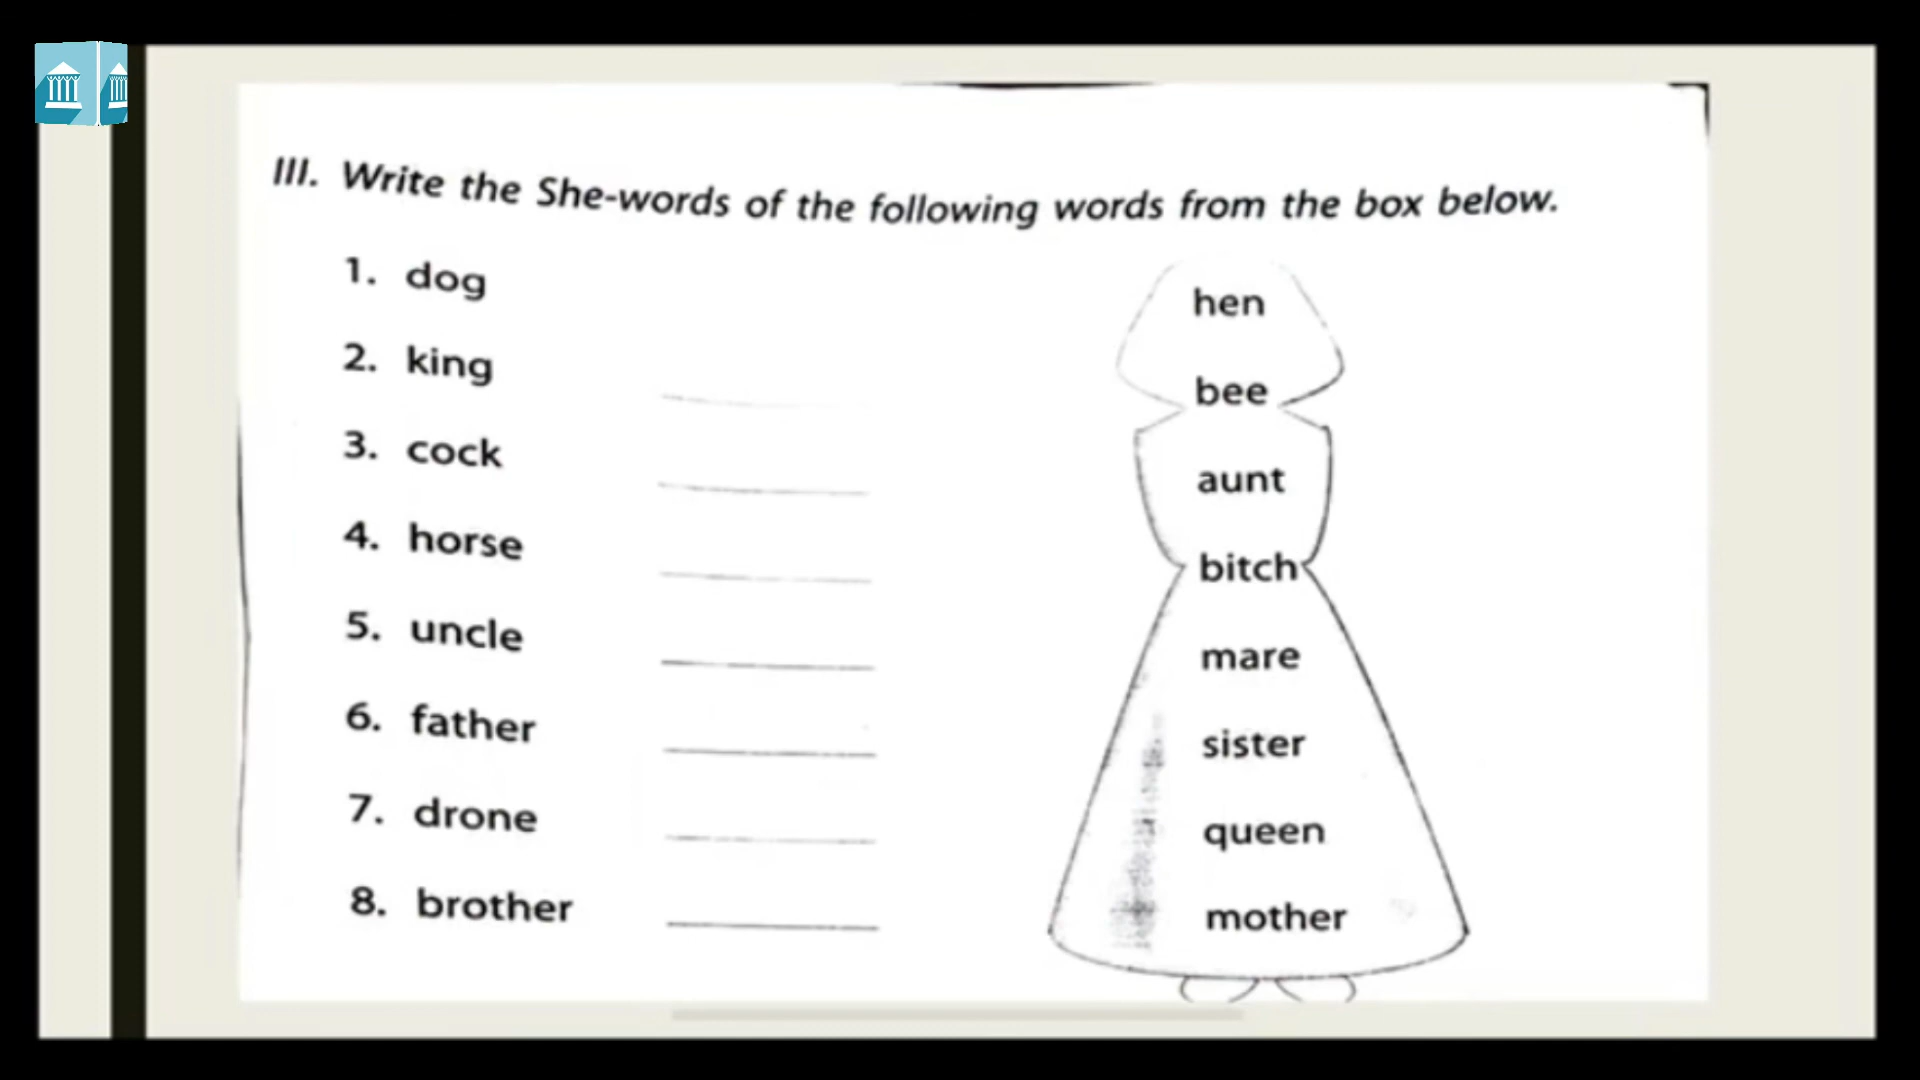 III. Write the She-words of the following words from the box below.
1. dog
2. king
3. cock
4. horse
5. uncle
6. father
7. drone
8. brother
hen
bee
aunt
bitch
mare
sister
queen
mother